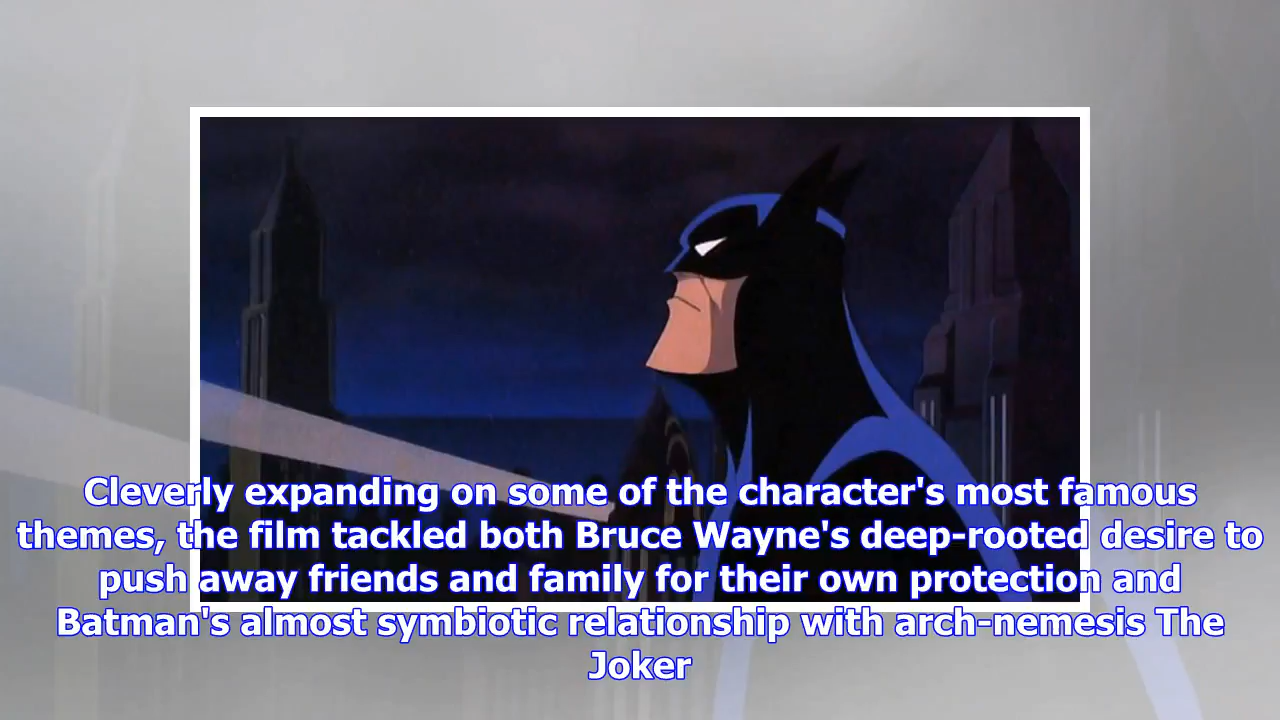 Cleverly expanding on some of the character's most famous
themes, the film tackled both Bruce Wayne's deep-rooted desire to
push away friends and family for their own protection and
Batman's almost symbiotic relationship with arch-nemesis The
Joker